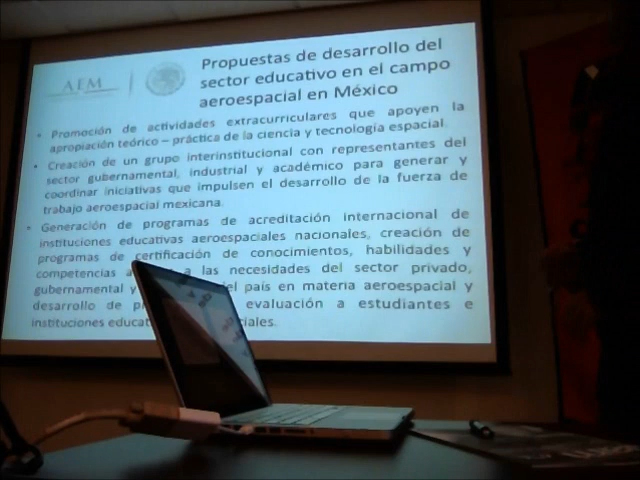 AEM
Propuestas de desarrollo del
sector educativo en el campo
aeroespacial en México
• Promoción de actividades extracurriculares que apoyen la
apropiación teórico – práctica de la ciencia y tecnología espacial.
• Creación de un grupo interinstitucional con representantes del
sector gubernamental, industrial y académico para generar y
coordinar iniciativas que impulsen el desarrollo de la fuerza de
trabajo aeroespacial mexicana.
• Generación de programas de acreditación internacional de
instituciones educativas aeroespaciales nacionales, creación de
programas de certificación de conocimientos, habilidades y
competencias a las necesidades del sector privado,
gubernamental y del país en materia aeroespacial y
desarrollo de evaluación a estudiantes e
instituciones